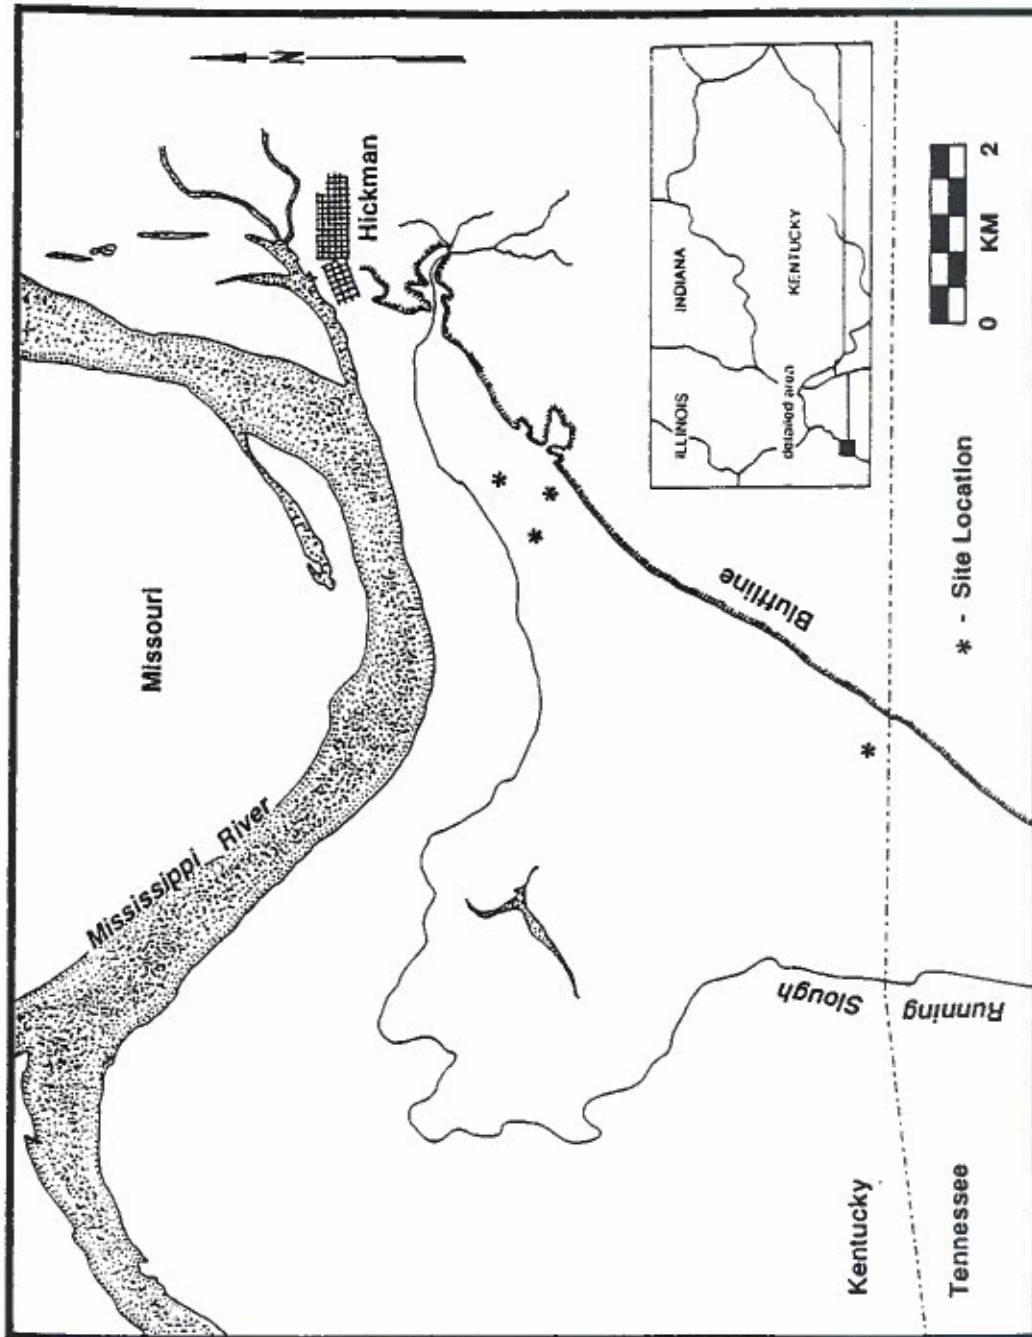 N
Missouri
Mississippi River
Hickman
Bluffline
Running
Slough
Kentucky
Tennessee
ILLINOIS
INDIANA
KENTUCKY
detailed area
0 KM 2
* - Site Location